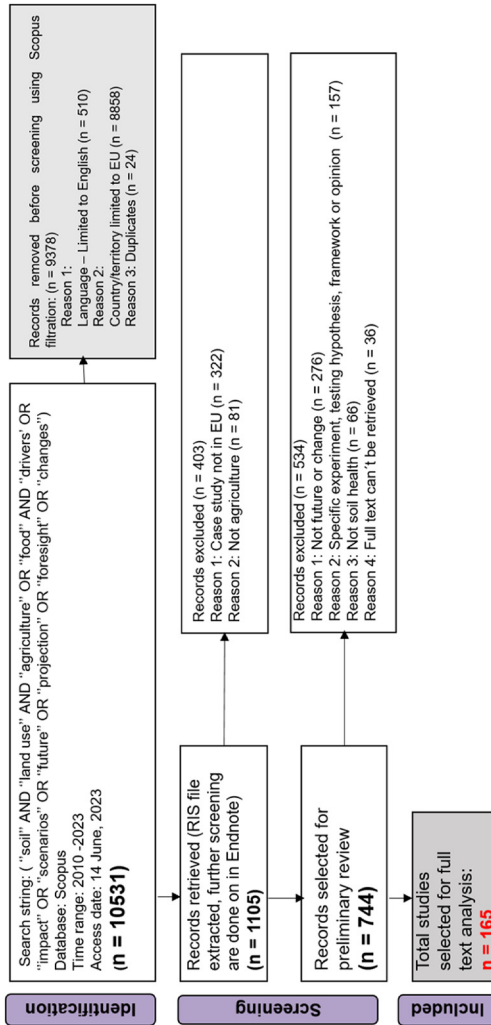 Identification
Search string: ( "soil" AND "land use" AND "agriculture" OR "food" AND "drivers' OR
"impact" OR "scenarios" OR "future" OR "projection" OR "foresight" OR "changes")
Database: Scopus
Time range: 2010 -2023
Access date: 14 June, 2023
(n = 10531)
Records removed before screening using Scopus
filtration: (n = 9378)
Reason 1:
Language – Limited to English (n = 510)
Reason 2:
Country/territory limited to EU (n = 8858)
Reason 3: Duplicates (n = 24)
Screening
Records retrieved (RIS file
extracted, further screening
are done on in Endnote)
(n = 1105)
Records excluded (n = 403)
Reason 1: Case study not in EU (n = 322)
Reason 2: Not agriculture (n = 81)
Records selected for
preliminary review
(n = 744)
Records excluded (n = 534)
Reason 1: Not future or change (n = 276)
Reason 2: Specific experiment, testing hypothesis, framework or opinion (n = 157)
Reason 3: Not soil health (n = 66)
Reason 4: Full text can´t be retrieved (n = 36)
Included
Total studies
selected for full
text analysis:
n = 165